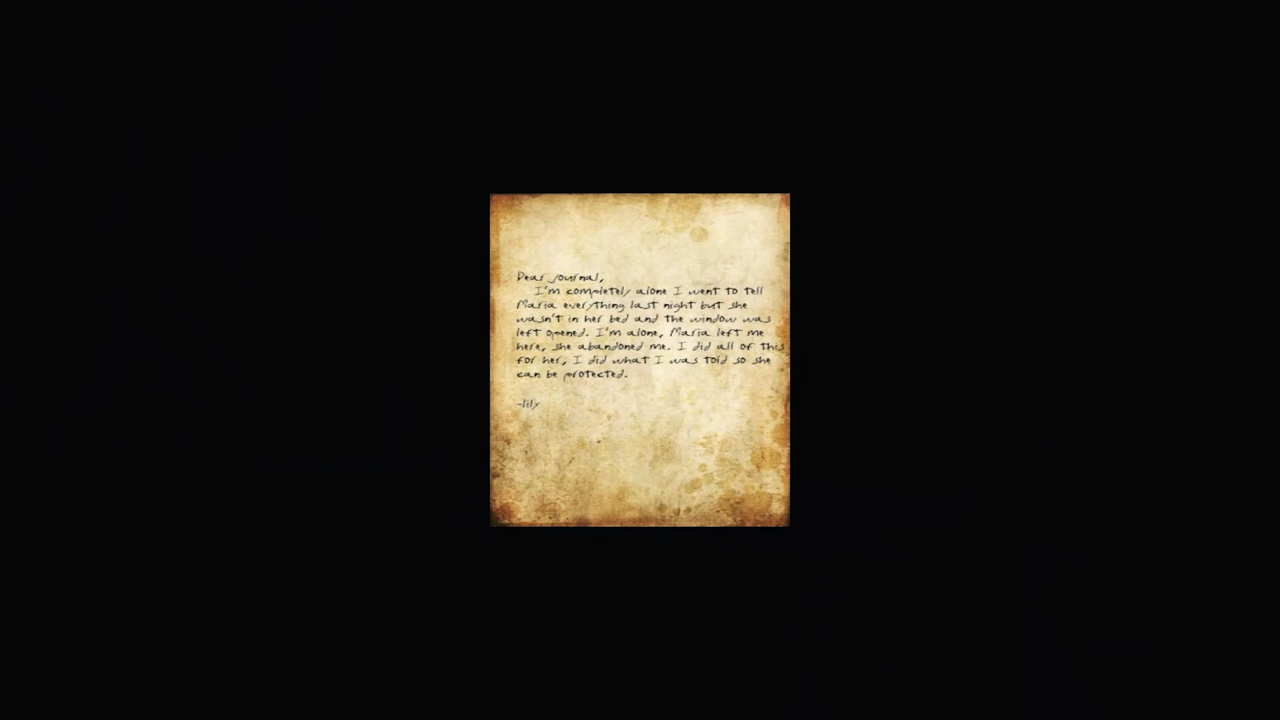 Dear Journal,
I'm completely alone I went to tell
Maria everything last night but she
wasn't in her bed and the window was
left opened. I'm alone, Maria left me
here, she abandoned me. I did all of this
for her, I did what I was told so she
can be protected.
-lily